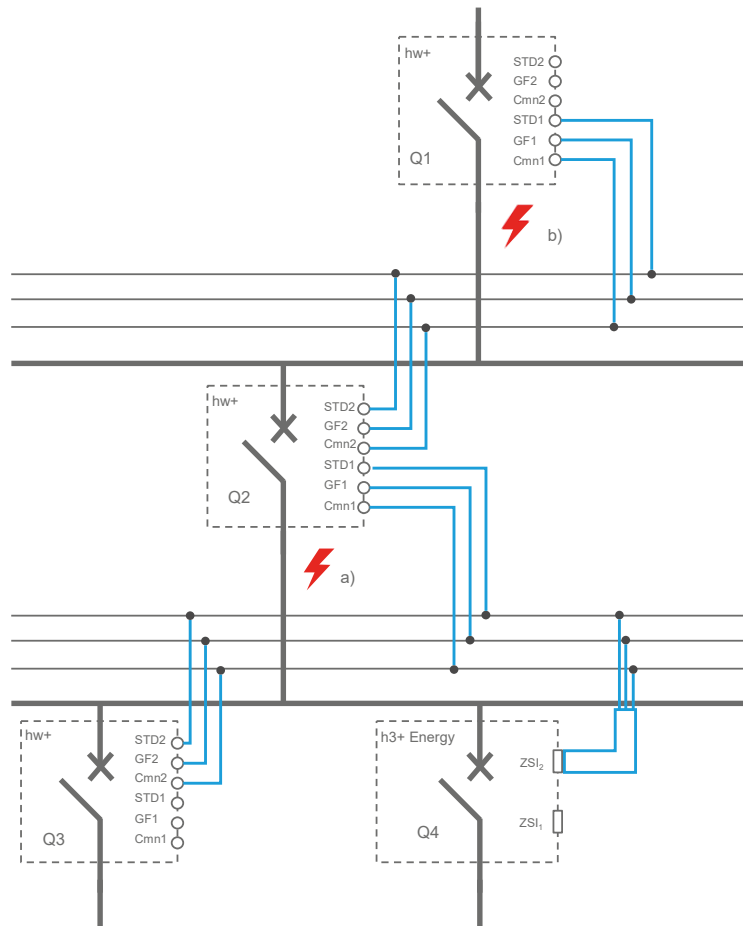 hw+
STD2
GF2
Cmn2
STD1
GF1
Cmn1
Q1
b)
hw+
STD2
GF2
Cmn2
STD1
GF1
Cmn1
Q2
a)
hw+
STD2
GF2
Cmn2
STD1
GF1
Cmn1
Q3
h3+ Energy
ZSI2
ZSI1
Q4